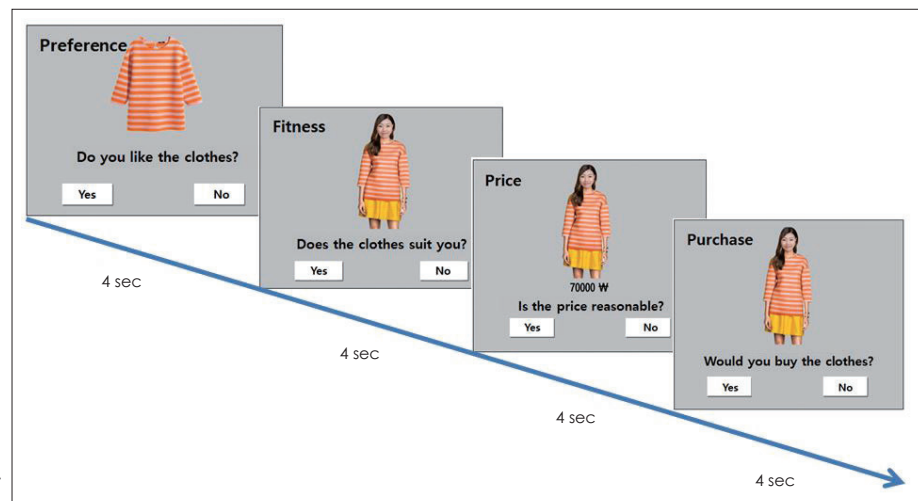 Preference
Do you like the clothes?
Yes No
4 sec
Fitness
Does the clothes suit you?
Yes No
4 sec
Price
70000 ₩
Is the price reasonable?
Yes No
4 sec
Purchase
Would you buy the clothes?
Yes No
4 sec